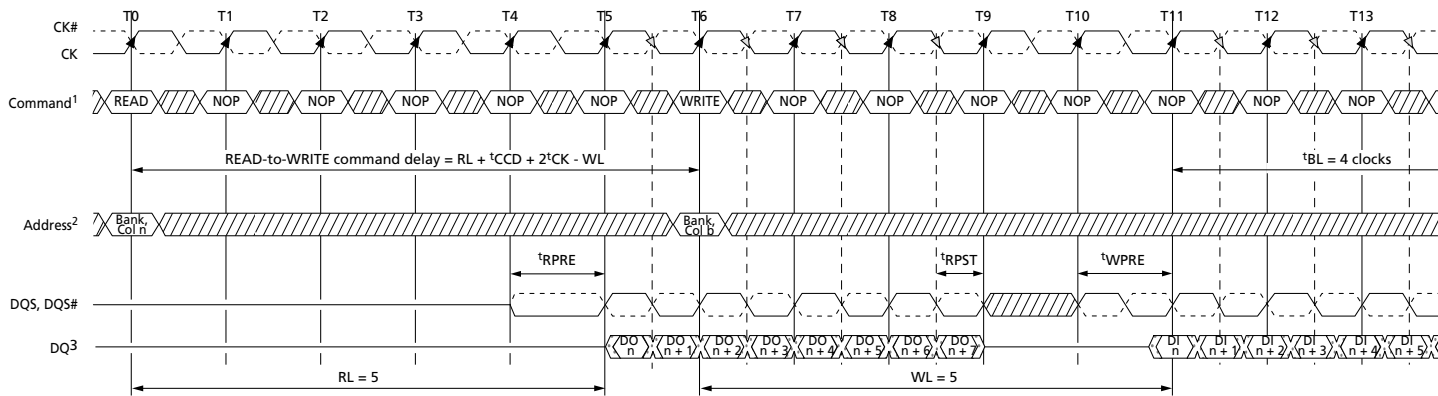 T0 T1 T2 T3 T4 T5 T6 T7 T8 T9 T10 T11 T12 T13
CK#
CK
Command¹ READ NOP NOP NOP NOP NOP WRITE NOP NOP NOP NOP NOP NOP NOP
READ-to-WRITE command delay = RL + tCCD + 2tCK - WL tBL = 4 clocks
Address² Bank, Col n Bank, Col b
tRPRE tRPST tWPRE
DQS, DQS#
DQ3 DO n DO n + 1 DO n + 2 DO n + 3 DO n + 4 DO n + 5 DO n + 6 DO n + 7 DI n DI n + 1 DI n + 2 DI n + 3 DI n + 4 DI n + 5
RL = 5 WL = 5